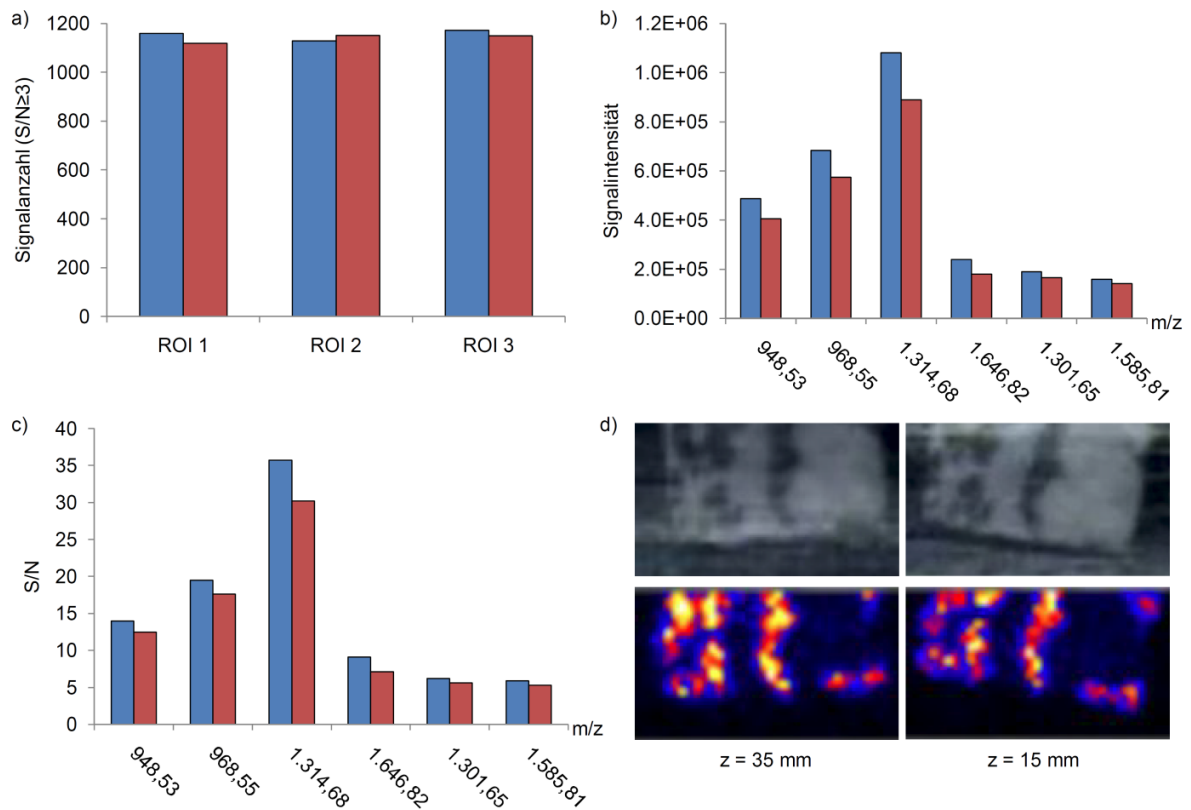 a)
Signalanzahl (S/N≥3)
1200
1000
800
600
400
200
0
ROI 1 ROI 2 ROI 3
b)
Signalintensität
1.2E+06
1.0E+06
8.0E+05
6.0E+05
4.0E+05
2.0E+05
0.0E+00
m/z
948,53 968,55 1.314,68 1.646,82 1.301,65 1.585,81
c)
S/N
40
35
30
25
20
15
10
5
0
m/z
948,53 968,55 1.314,68 1.646,82 1.301,65 1.585,81
d)
z = 35 mm z = 15 mm